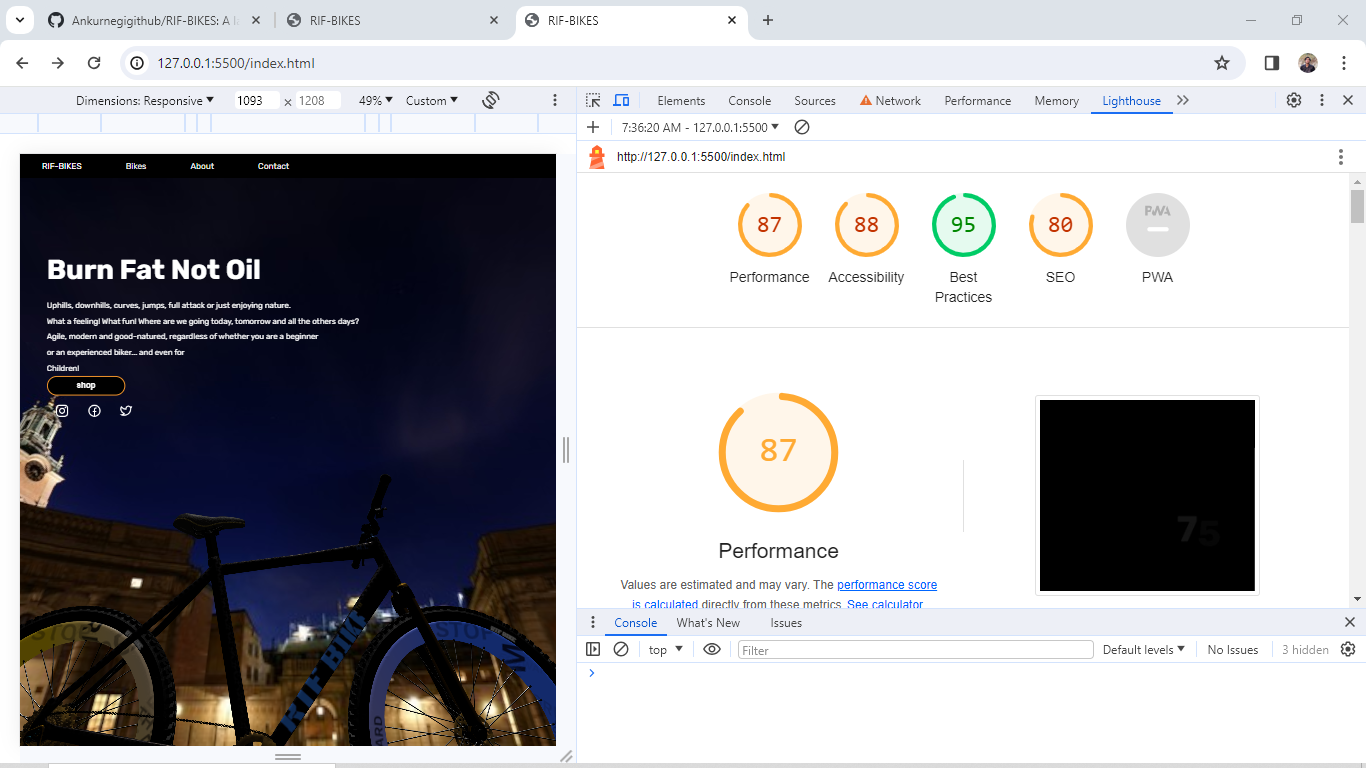 Ankurnegigithub/RIF-BIKES: A la
RIF-BIKES
RIF-BIKES
127.0.0.1:5500/index.html
Dimensions: Responsive
1093
×
1208
49%
Custom
Elements
Console
Sources
Network
Performance
Memory
Lighthouse
7:36:20 AM - 127.0.0.1:5500
http://127.0.0.1:5500/index.html
RIF-BIKES
Bikes
About
Contact
Burn Fat Not Oil
Uphills, downhills, curves, jumps, full attack or just enjoying nature.
What a feeling! What fun! Where are we going today, tomorrow and all the others days?
Agile, modern and good-natured, regardless of whether you are a beginner
or an experienced biker... and even for
Children!
shop
STOP
RIF BIKES
STOP
87
88
95
80
PWA
Performance
Accessibility
Best
Practices
SEO
PWA
87
75
Performance
Values are estimated and may vary. The performance score
is calculated directly from these metrics. See calculator.
Console
What's New
Issues
top
Filter
Default levels
No Issues
3 hidden